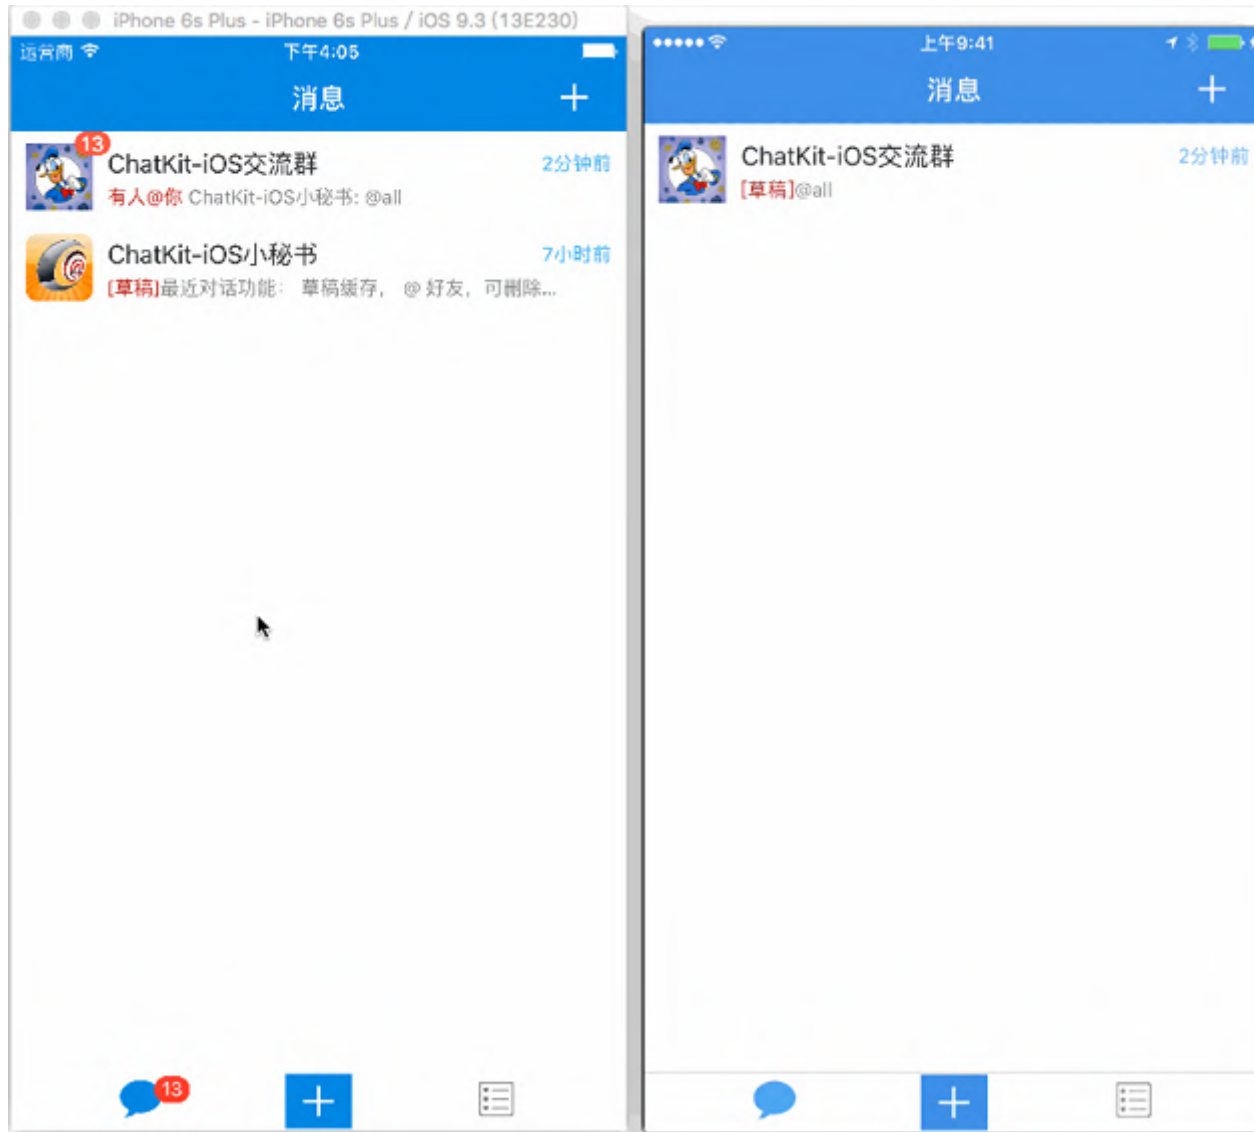 iPhone 6s Plus - iPhone 6s Plus / iOS 9.3 (13E230)
运营商 下午4:05
消息
13
ChatKit-iOS交流群 2分钟前
有人@你 ChatKit-iOS小秘书: @all
ChatKit-iOS小秘书 7小时前
[草稿]最近对话功能： 草稿缓存， @ 好友，可删除...
13
上午9:41
消息
ChatKit-iOS交流群 2分钟前
[草稿]@all